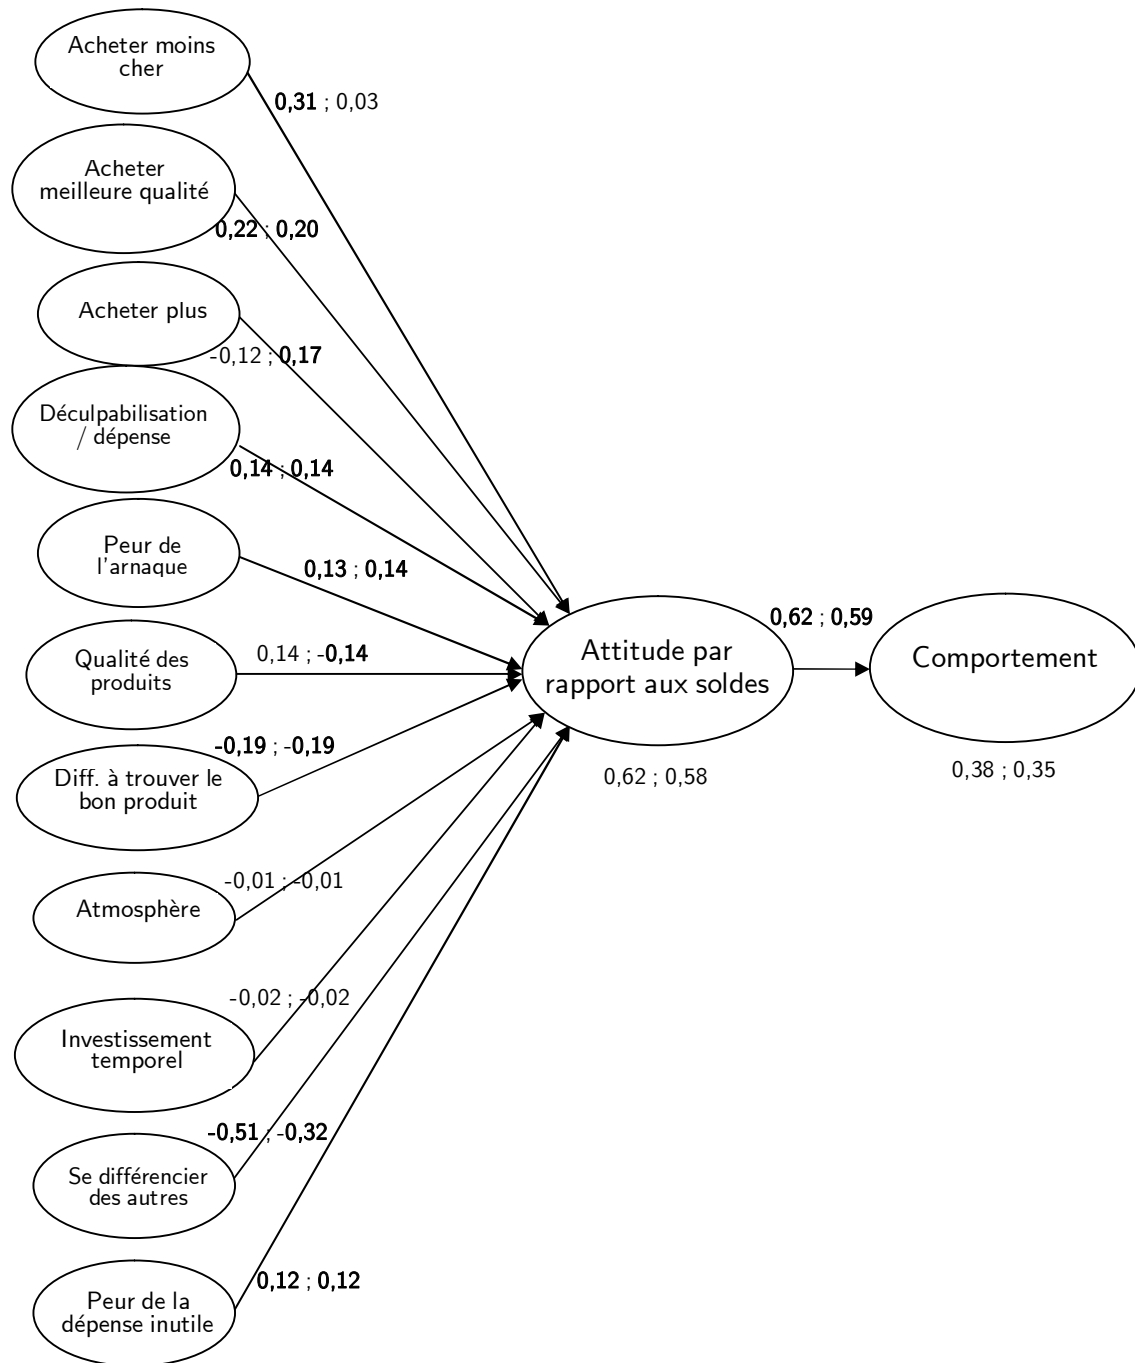 Acheter moins
cher
0,31 ; 0,03
Acheter
meilleure qualité
0,22 ; 0,20
Acheter plus
-0,12 ; 0,17
Déculpabilisation
/ dépense
0,14 ; 0,14
Peur de
l'arnaque
0,13 ; 0,14
Qualité des
produits
0,14 ; -0,14
Diff. à trouver le
bon produit
-0,19 ; -0,19
Atmosphère
-0,01 ; -0,01
Investissement
temporel
-0,02 ; -0,02
Se différencier
des autres
-0,51 ; -0,32
Peur de la
dépense inutile
0,12 ; 0,12
Attitude par
rapport aux soldes
0,62 ; 0,58
0,62 ; 0,59
Comportement
0,38 ; 0,35